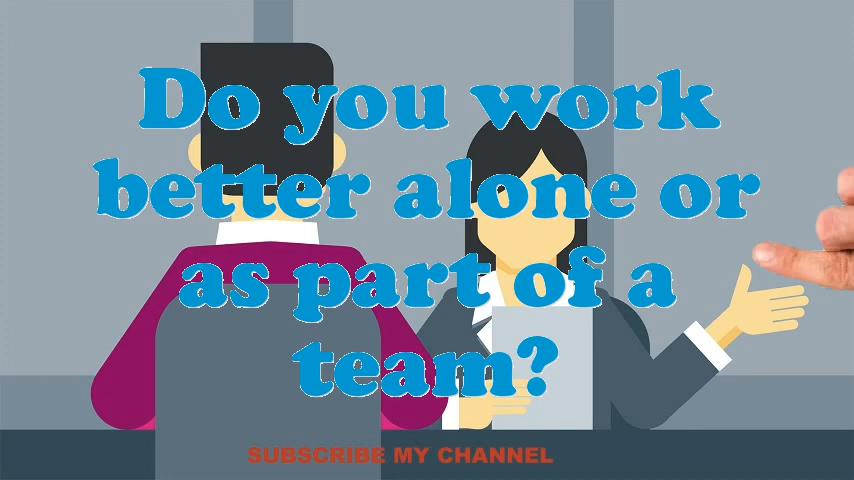 Do you work
better alone or
as part of a
team?
SUBSCRIBE MY CHANNEL